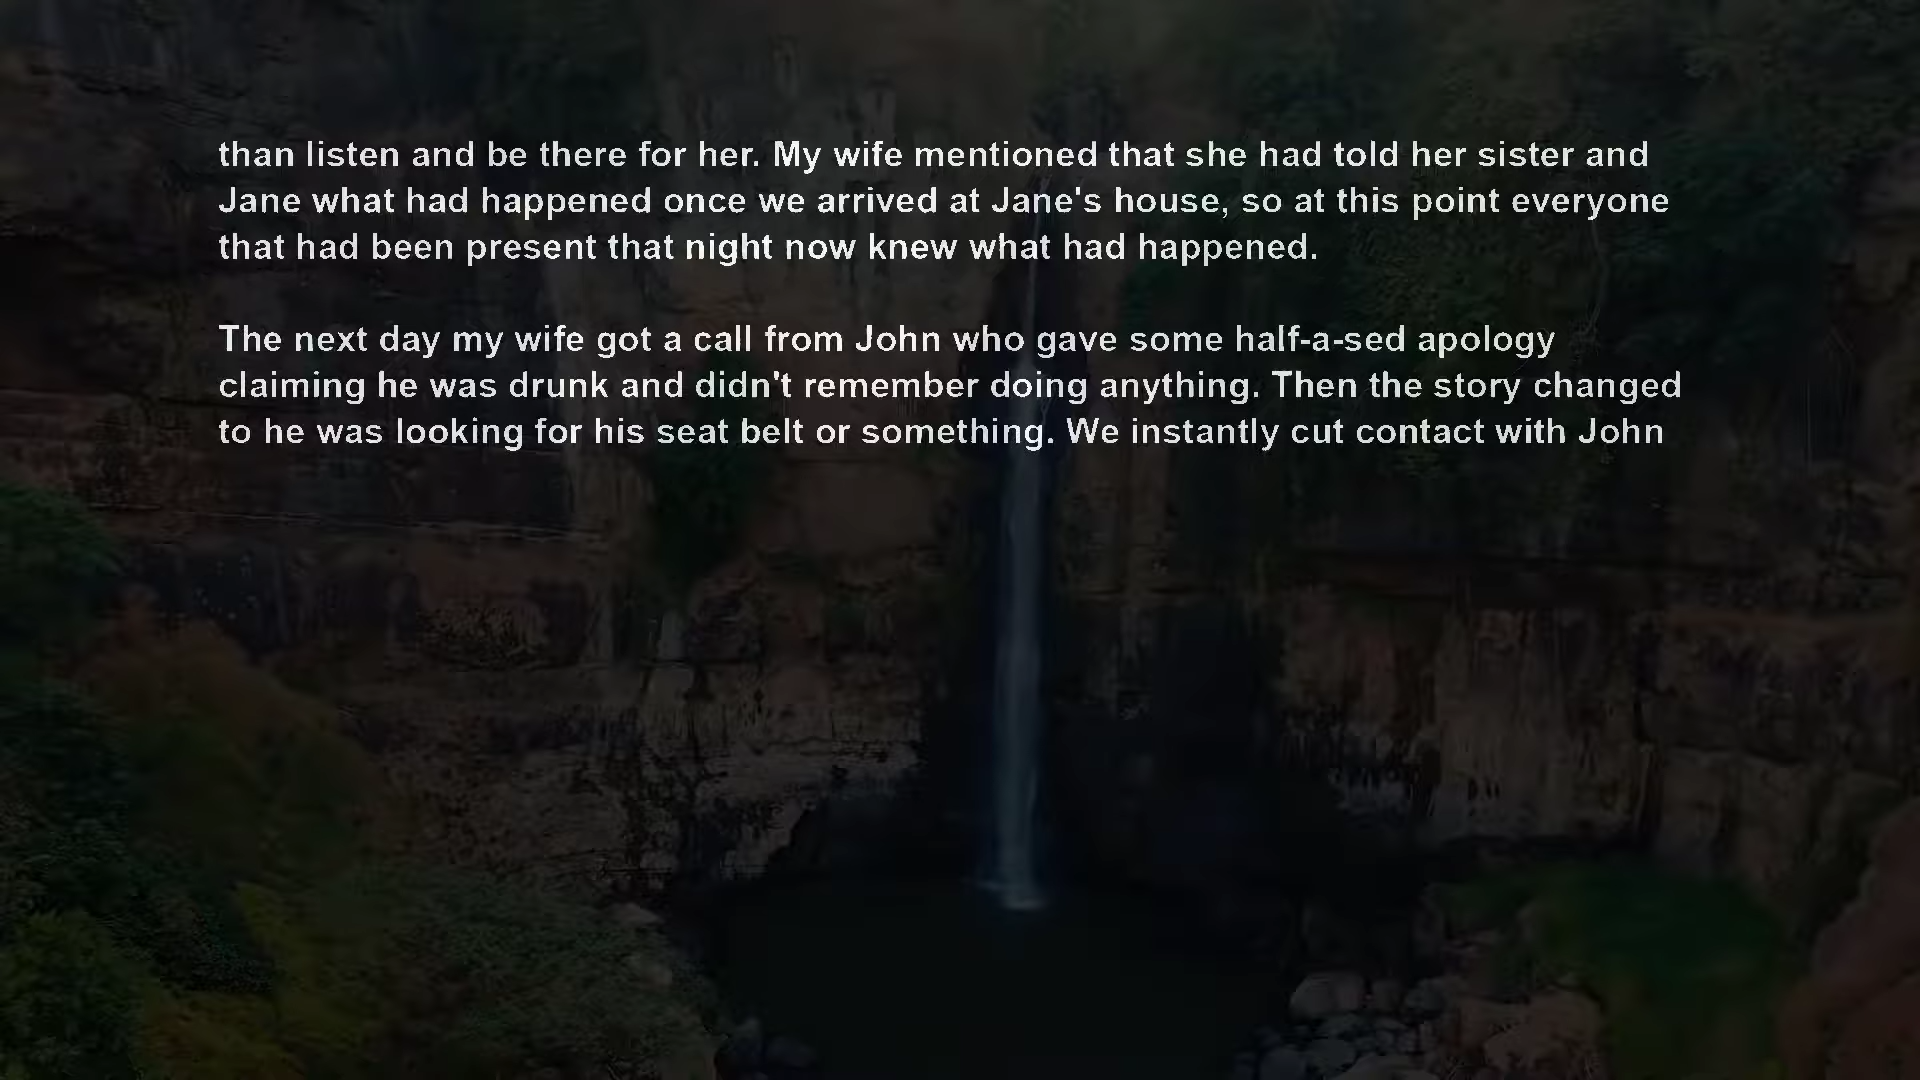 than listen and be there for her. My wife mentioned that she had told her sister and
Jane what had happened once we arrived at Jane's house, so at this point everyone
that had been present that night now knew what had happened.
The next day my wife got a call from John who gave some half-a-sed apology
claiming he was drunk and didn't remember doing anything. Then the story changed
to he was looking for his seat belt or something. We instantly cut contact with John